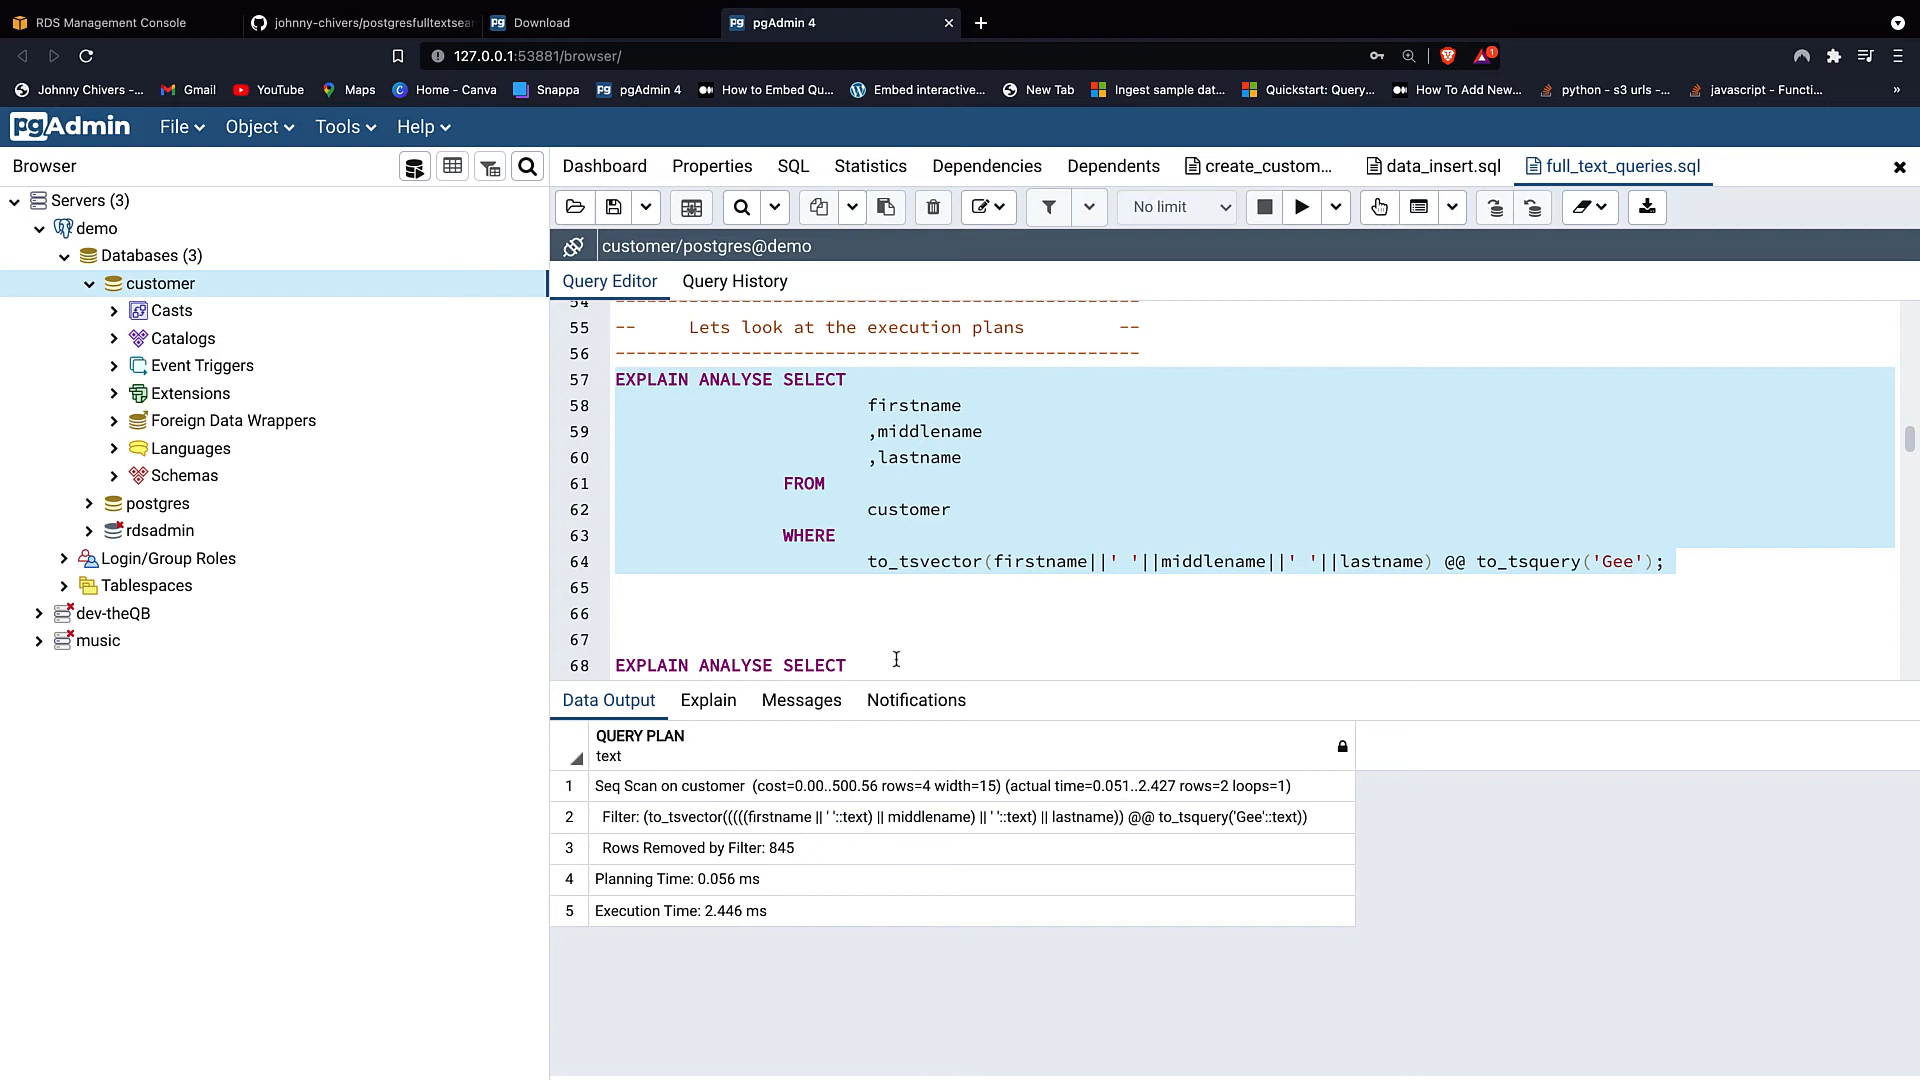 RDS Management Console
johnny-chivers/postgresfulltextsear
Download
pgAdmin 4
127.0.0.1:53881/browser/
1
Johnny Chivers -...
Gmail
YouTube
Maps
Home - Canva
Snappa
pgAdmin 4
How to Embed Qu...
Embed interactive...
New Tab
Ingest sample dat...
Quickstart: Query...
How To Add New...
python - s3 urls -...
javascript - Functi...
»
pgAdmin
File
Object
Tools
Help
Browser
Dashboard
Properties
SQL
Statistics
Dependencies
Dependents
create_custom...
data_insert.sql
full_text_queries.sql
Servers (3)
demo
Databases (3)
customer
Casts
Catalogs
Event Triggers
Extensions
Foreign Data Wrappers
Languages
Schemas
postgres
rdsadmin
Login/Group Roles
Tablespaces
dev-theQB
music
No limit
customer/postgres@demo
Query Editor
Query History
54 --------------------------------------------------
55 -- Lets look at the execution plans --
56 --------------------------------------------------
57 EXPLAIN ANALYSE SELECT
58 firstname
59 ,middlename
60 ,lastname
61 FROM
62 customer
63 WHERE
64 to_tsvector(firstname||' '||middlename||' '||lastname) @@ to_tsquery('Gee');
65
66
67
68 EXPLAIN ANALYSE SELECT
Data Output
Explain
Messages
Notifications
QUERY PLAN
text
1 Seq Scan on customer (cost=0.00..500.56 rows=4 width=15) (actual time=0.051..2.427 rows=2 loops=1)
2 Filter: (to_tsvector(((((firstname || ' '::text) || middlename) || ' '::text) || lastname)) @@ to_tsquery('Gee'::text))
3 Rows Removed by Filter: 845
4 Planning Time: 0.056 ms
5 Execution Time: 2.446 ms